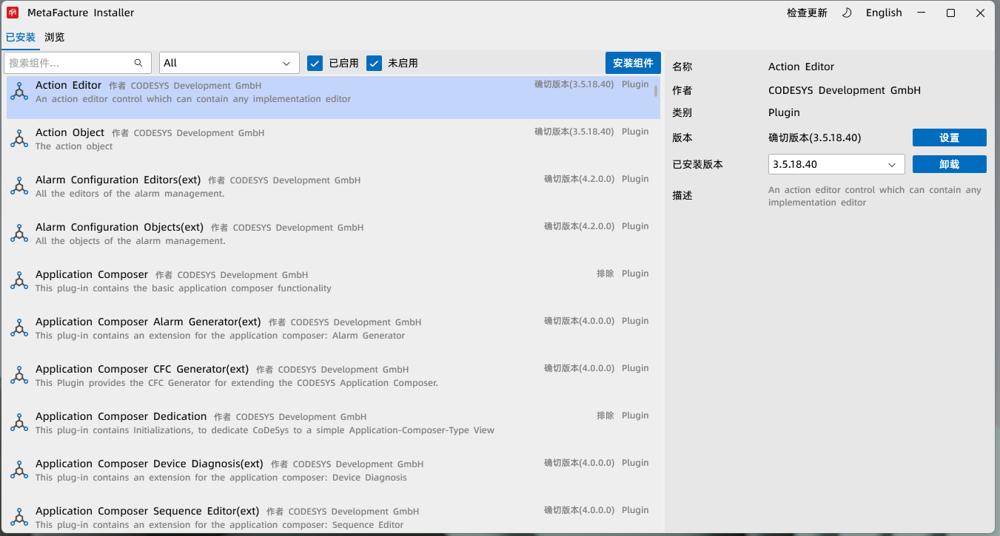 MetaFacture Installer
检查更新
English
已安装 浏览
搜索组件...
All
已启用
未启用
安装组件
Action Editor 作者 CODESYS Development GmbH 确切版本(3.5.18.40) Plugin
An action editor control which can contain any implementation editor
Action Object 作者 CODESYS Development GmbH 确切版本(3.5.18.40) Plugin
The action object
Alarm Configuration Editors(ext) 作者 CODESYS Development GmbH 确切版本(4.2.0.0) Plugin
All the editors of the alarm management.
Alarm Configuration Objects(ext) 作者 CODESYS Development GmbH 确切版本(4.2.0.0) Plugin
All the objects of the alarm management.
Application Composer 作者 CODESYS Development GmbH 排除 Plugin
This plug-in contains the basic application composer functionality
Application Composer Alarm Generator(ext) 作者 CODESYS Development GmbH 确切版本(4.0.0.0) Plugin
This plug-in contains an extension for the application composer: Alarm Generator
Application Composer CFC Generator(ext) 作者 CODESYS Development GmbH 确切版本(4.0.0.0) Plugin
This Plugin provides the CFC Generator for extending the CODESYS Application Composer.
Application Composer Dedication 作者 CODESYS Development GmbH 排除 Plugin
This plug-in contains Initializations, to dedicate CoDeSys to a simple Application-Composer-Type View
Application Composer Device Diagnosis(ext) 作者 CODESYS Development GmbH 确切版本(4.0.0.0) Plugin
This plug-in contains an extension for the application composer: Device Diagnosis
Application Composer Sequence Editor(ext) 作者 CODESYS Development GmbH 确切版本(4.0.0.0) Plugin
This plug-in contains an extension for the application composer: Sequence Editor
名称 Action Editor
作者 CODESYS Development GmbH
类别 Plugin
版本 确切版本(3.5.18.40) 设置
已安装版本 3.5.18.40 卸载
描述 An action editor control which can contain any
implementation editor